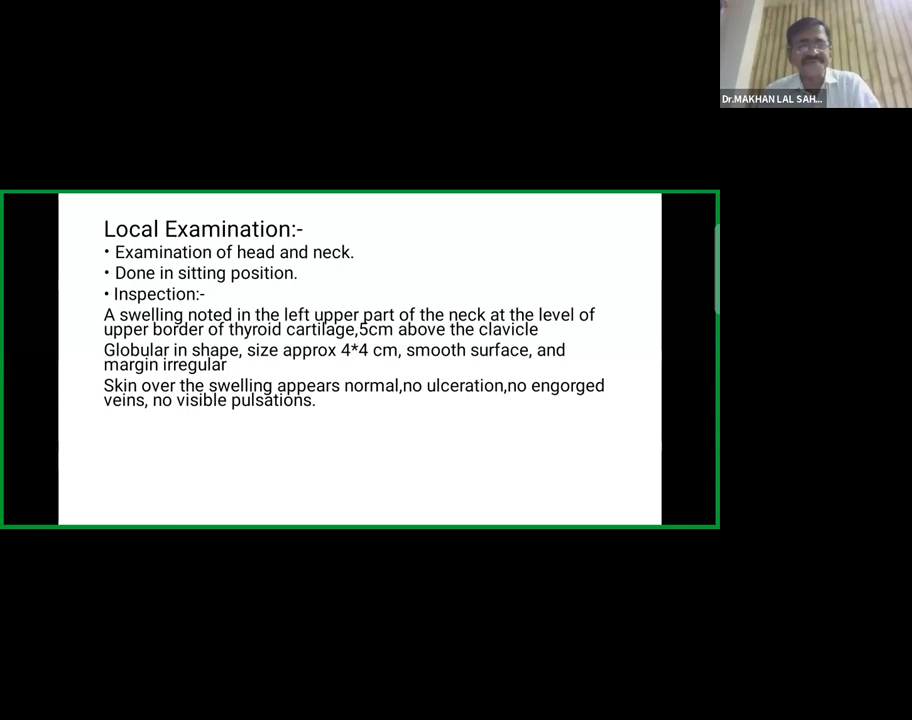 Dr.MAKHAN LAL SAH...
Local Examination:-
• Examination of head and neck.
• Done in sitting position.
• Inspection:-
A swelling noted in the left upper part of the neck at the level of
upper border of thyroid cartilage,5cm above the clavicle
Globular in shape, size approx 4*4 cm, smooth surface, and
margin irregular
Skin over the swelling appears normal,no ulceration,no engorged
veins, no visible pulsations.